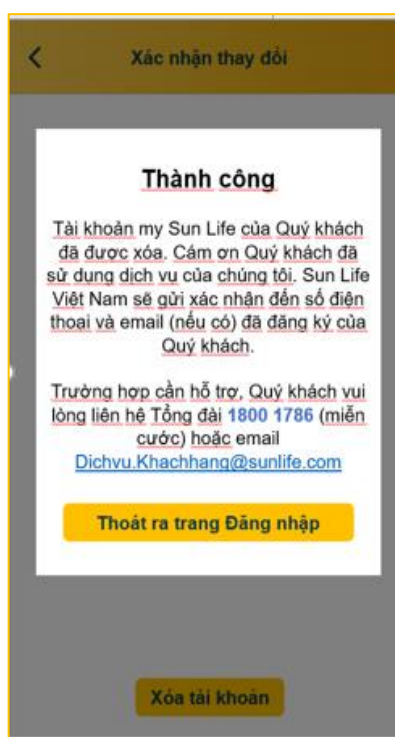 Xác nhận thay đổi
Thành công
Tài khoản my Sun Life của Quý khách
đã được xóa. Cám ơn Quý khách đã
sử dụng dịch vụ của chúng tôi. Sun Life
Việt Nam sẽ gửi xác nhận đến số điện
thoại và email (nếu có) đã đăng ký của
Quý khách.
Trường hợp cần hỗ trợ, Quý khách vui
lòng liên hệ Tổng đài 1800 1786 (miễn
cước) hoặc email
Dichvu.Khachhang@sunlife.com
Thoát ra trang Đăng nhập
Xóa tài khoản